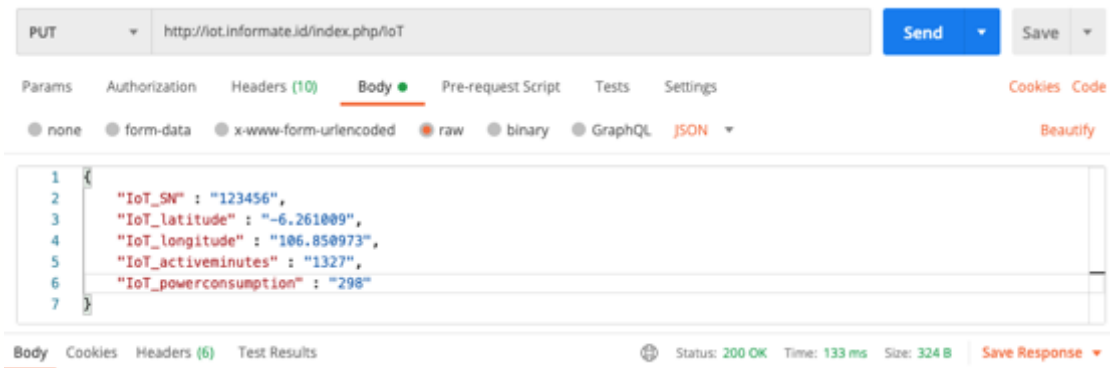 PUT http://iot.informate.id/index.php/IoT Send Save
Params Authorization Headers (10) Body Pre-request Script Tests Settings Cookies Code
none form-data x-www-form-urlencoded raw binary GraphQL JSON Beautify
1 {
2 "IoT_SN" : "123456",
3 "IoT_latitude" : "-6.261009",
4 "IoT_longitude" : "106.850973",
5 "IoT_activeminutes" : "1327",
6 "IoT_powerconsumption" : "298"
7 }
Body Cookies Headers (6) Test Results Status: 200 OK Time: 133 ms Size: 324 B Save Response